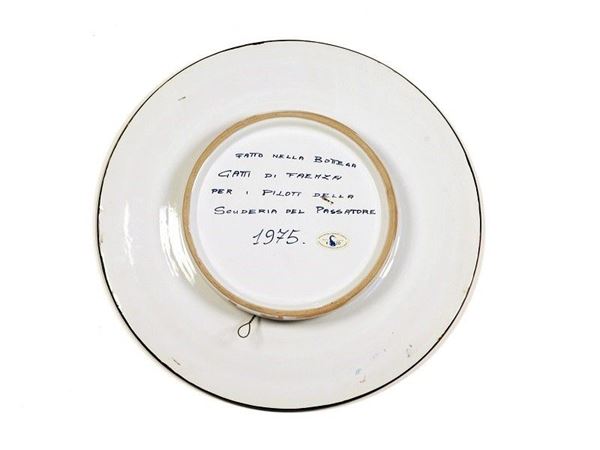 FATTO NELLA BOTTEGA
GATTI DI FAENZA
PER I PILOTI DELLA
SCUDERIA DEL PASSATORE
1975.